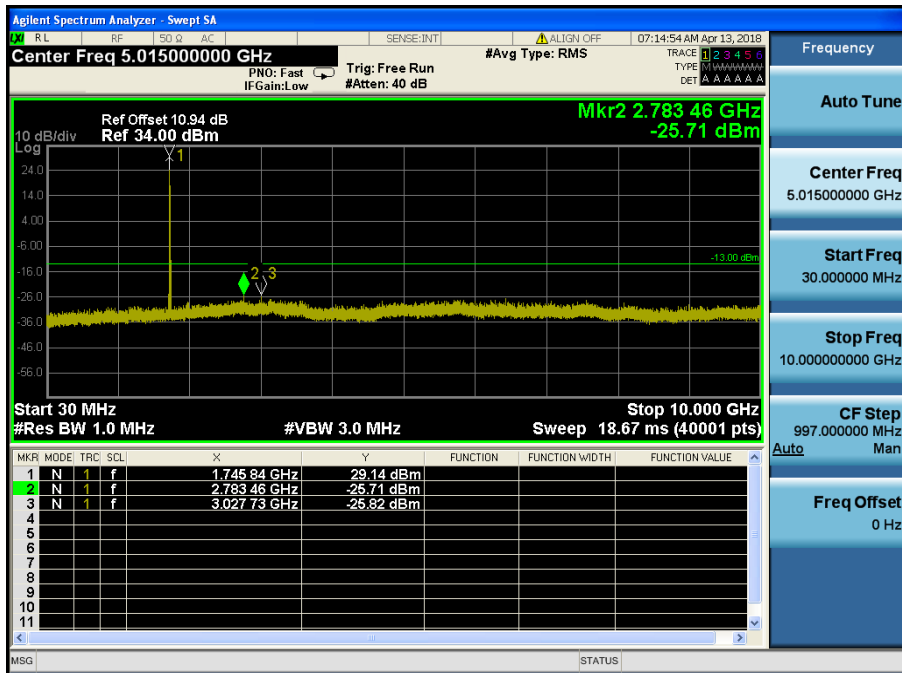 Agilent Spectrum Analyzer - Swept SA
LXI RL RF 50 Ω AC SENSE:INT ALIGN OFF 07:14:54 AM Apr 13, 2018
Center Freq 5.015000000 GHz
PNO: Fast
IFGain:Low
Trig: Free Run
#Atten: 40 dB
#Avg Type: RMS
TRACE 1 2 3 4 5 6
TYPE M W W W W W
DET A A A A A A
Ref Offset 10.94 dB
10 dB/div Ref 34.00 dBm
Log
Mkr2 2.783 46 GHz
-25.71 dBm
1
24.0
14.0
4.00
-6.00
-13.00 dBm
-16.0
2 3
-26.0
-36.0
-46.0
-56.0
Start 30 MHz Stop 10.000 GHz
#Res BW 1.0 MHz #VBW 3.0 MHz Sweep 18.67 ms (40001 pts)
MKR MODE TRC SCL X Y FUNCTION FUNCTION WIDTH FUNCTION VALUE
1 N 1 f 1.745 84 GHz 29.14 dBm
2 N 1 f 2.783 46 GHz -25.71 dBm
3 N 1 f 3.027 73 GHz -25.82 dBm
4
5
6
7
8
9
10
11
MSG STATUS
Frequency
Auto Tune
Center Freq
5.015000000 GHz
Start Freq
30.000000 MHz
Stop Freq
10.000000000 GHz
CF Step
997.000000 MHz
Auto Man
Freq Offset
0 Hz